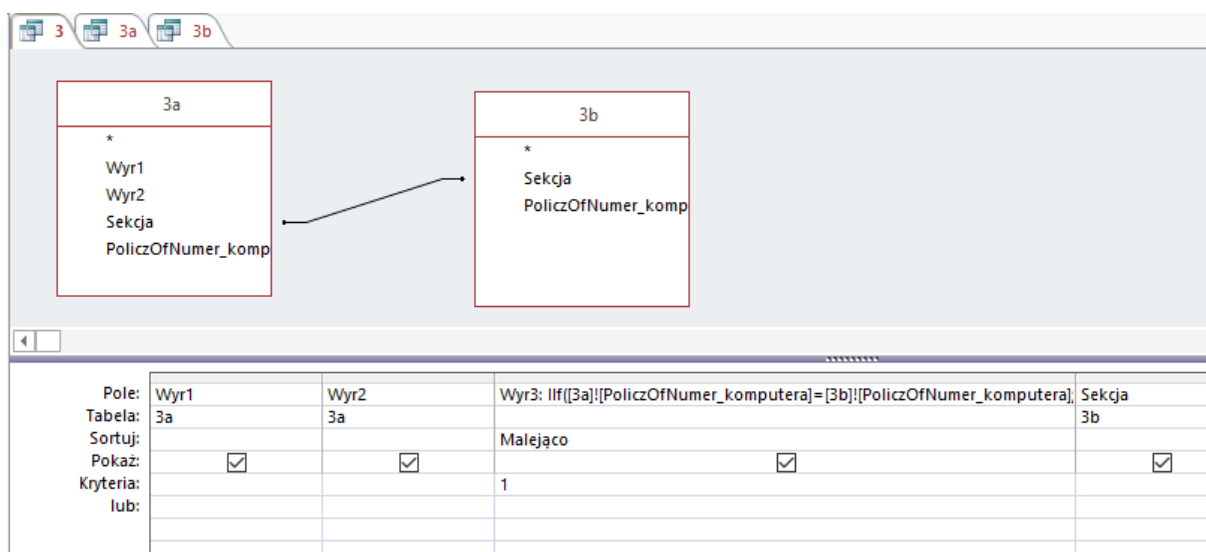 3 3a 3b
3a
*
Wyr1
Wyr2
Sekcja
PoliczOfNumer_komp
3b
*
Sekcja
PoliczOfNumer_komp
Pole: Wyr1 Wyr2 Wyr3: IIf([3a]![PoliczOfNumer_komputera]=[3b]![PoliczOfNumer_komputera]; Sekcja
Tabela: 3a 3a 3b
Sortuj: Malejąco
Pokaż:
Kryteria: 1
lub: